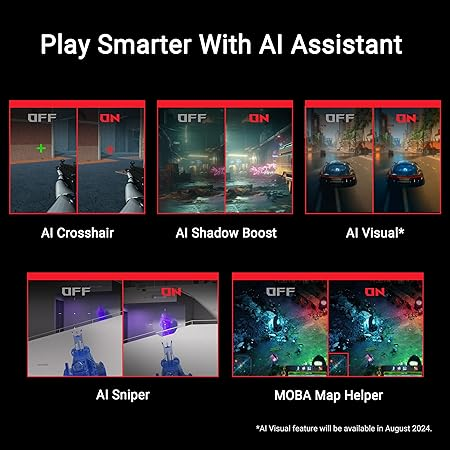 Play Smarter With AI Assistant
OFF ON
OFF ON
OFF ON
AI Crosshair
AI Shadow Boost
AI Visual*
OFF ON
OFF ON
AI Sniper
MOBA Map Helper
*AI Visual feature will be available in August 2024.